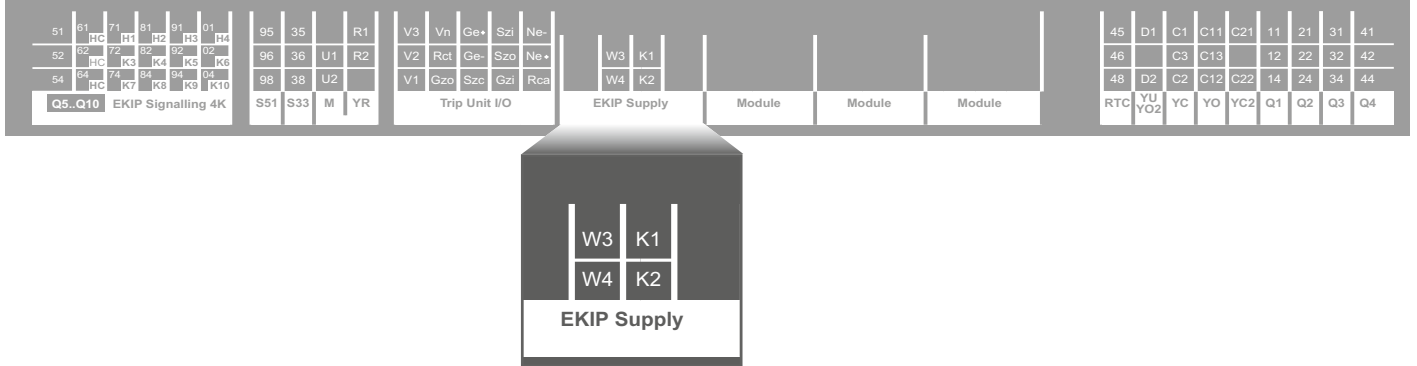 51 61 HC 71 H1 81 H2 91 H3 01 H4 95 35 R1 V3 Vn Ge+ Szi Ne- 45 D1 C1 C11 C21 11 21 31 41
52 62 HC 72 K3 82 K4 92 K5 02 K6 96 36 U1 R2 V2 Rct Ge- Szo Ne+ W3 K1 46 C3 C13 12 22 32 42
54 64 HC 74 K7 84 K8 94 K9 04 K10 98 38 U2 V1 Gzo Szc Gzi Rca W4 K2 48 D2 C2 C12 C22 14 24 34 44
Q5..Q10 EKIP Signalling 4K S51 S33 M YR Trip Unit I/O EKIP Supply Module Module Module RTC YU YO2 YC YO YC2 Q1 Q2 Q3 Q4
W3 K1
W4 K2
EKIP Supply